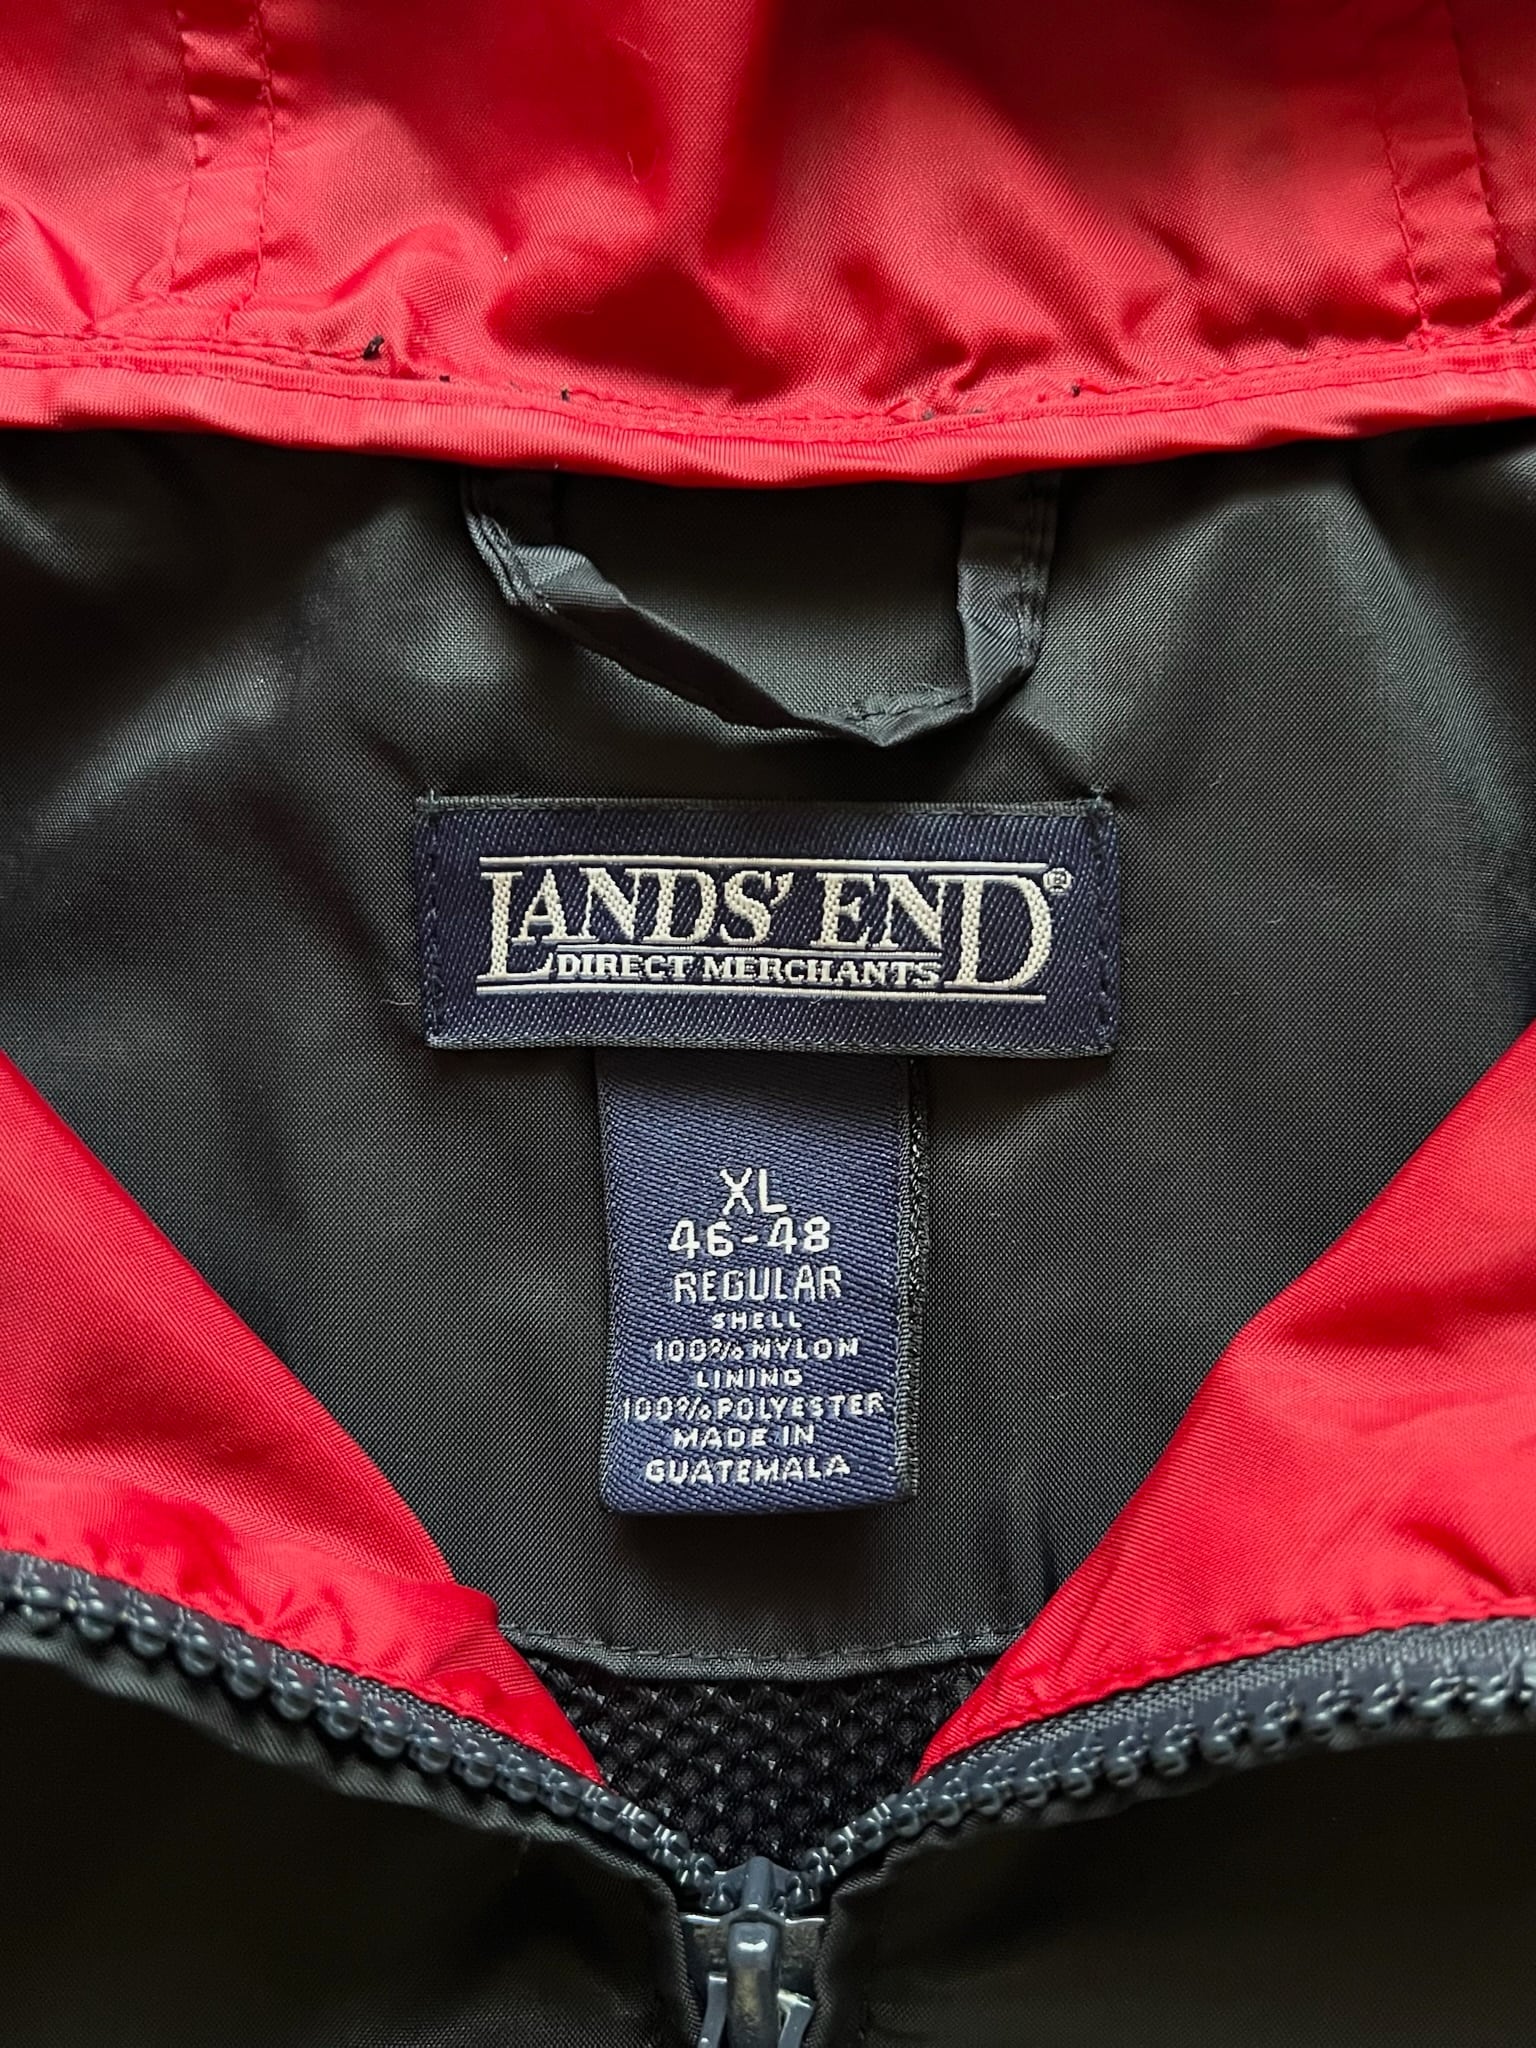 LANDS' END®
DIRECT MERCHANTS
XL
46-48
REGULAR
SHELL
100% NYLON
LINING
100% POLYESTER
MADE IN
GUATEMALA